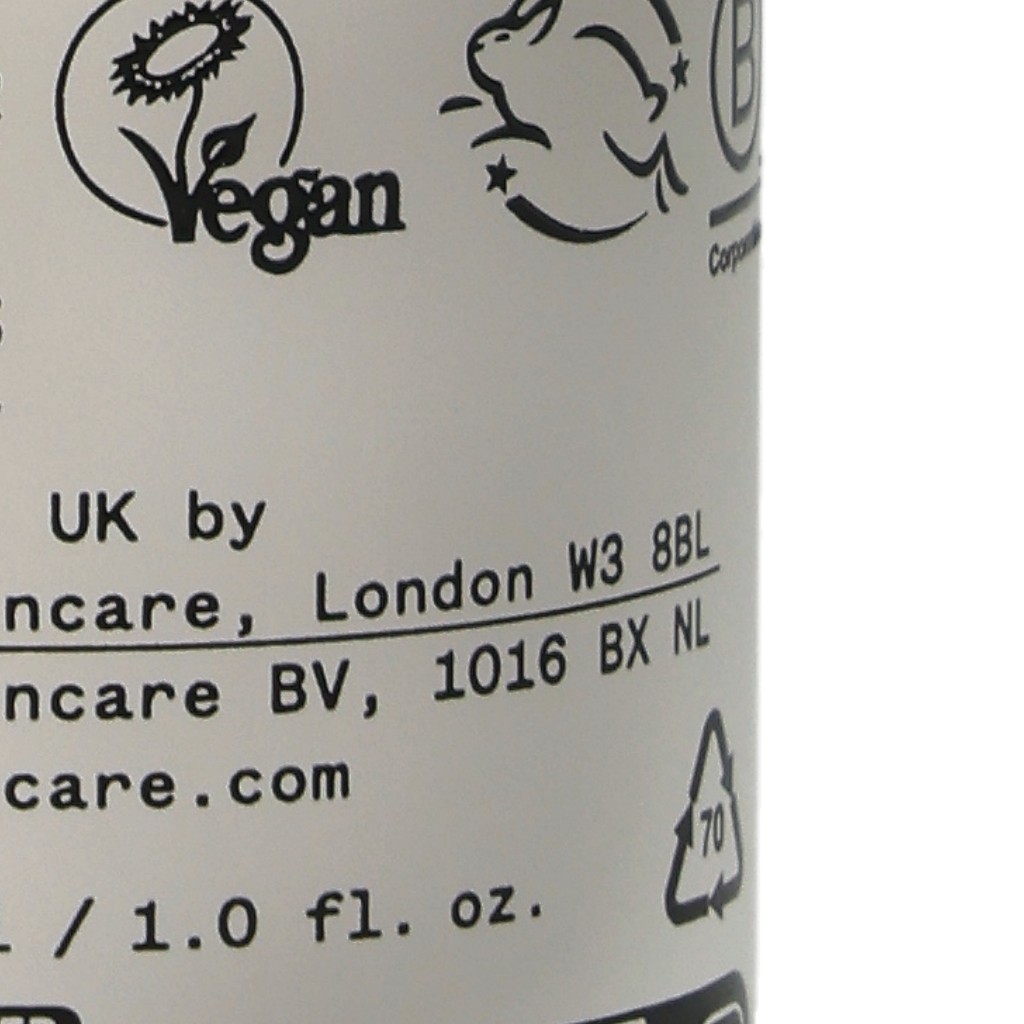 Vegan
B
UK by
ncare, London W3 8BL
ncare BV, 1016 BX NL
care.com
70
/ 1.0 fl. oz.